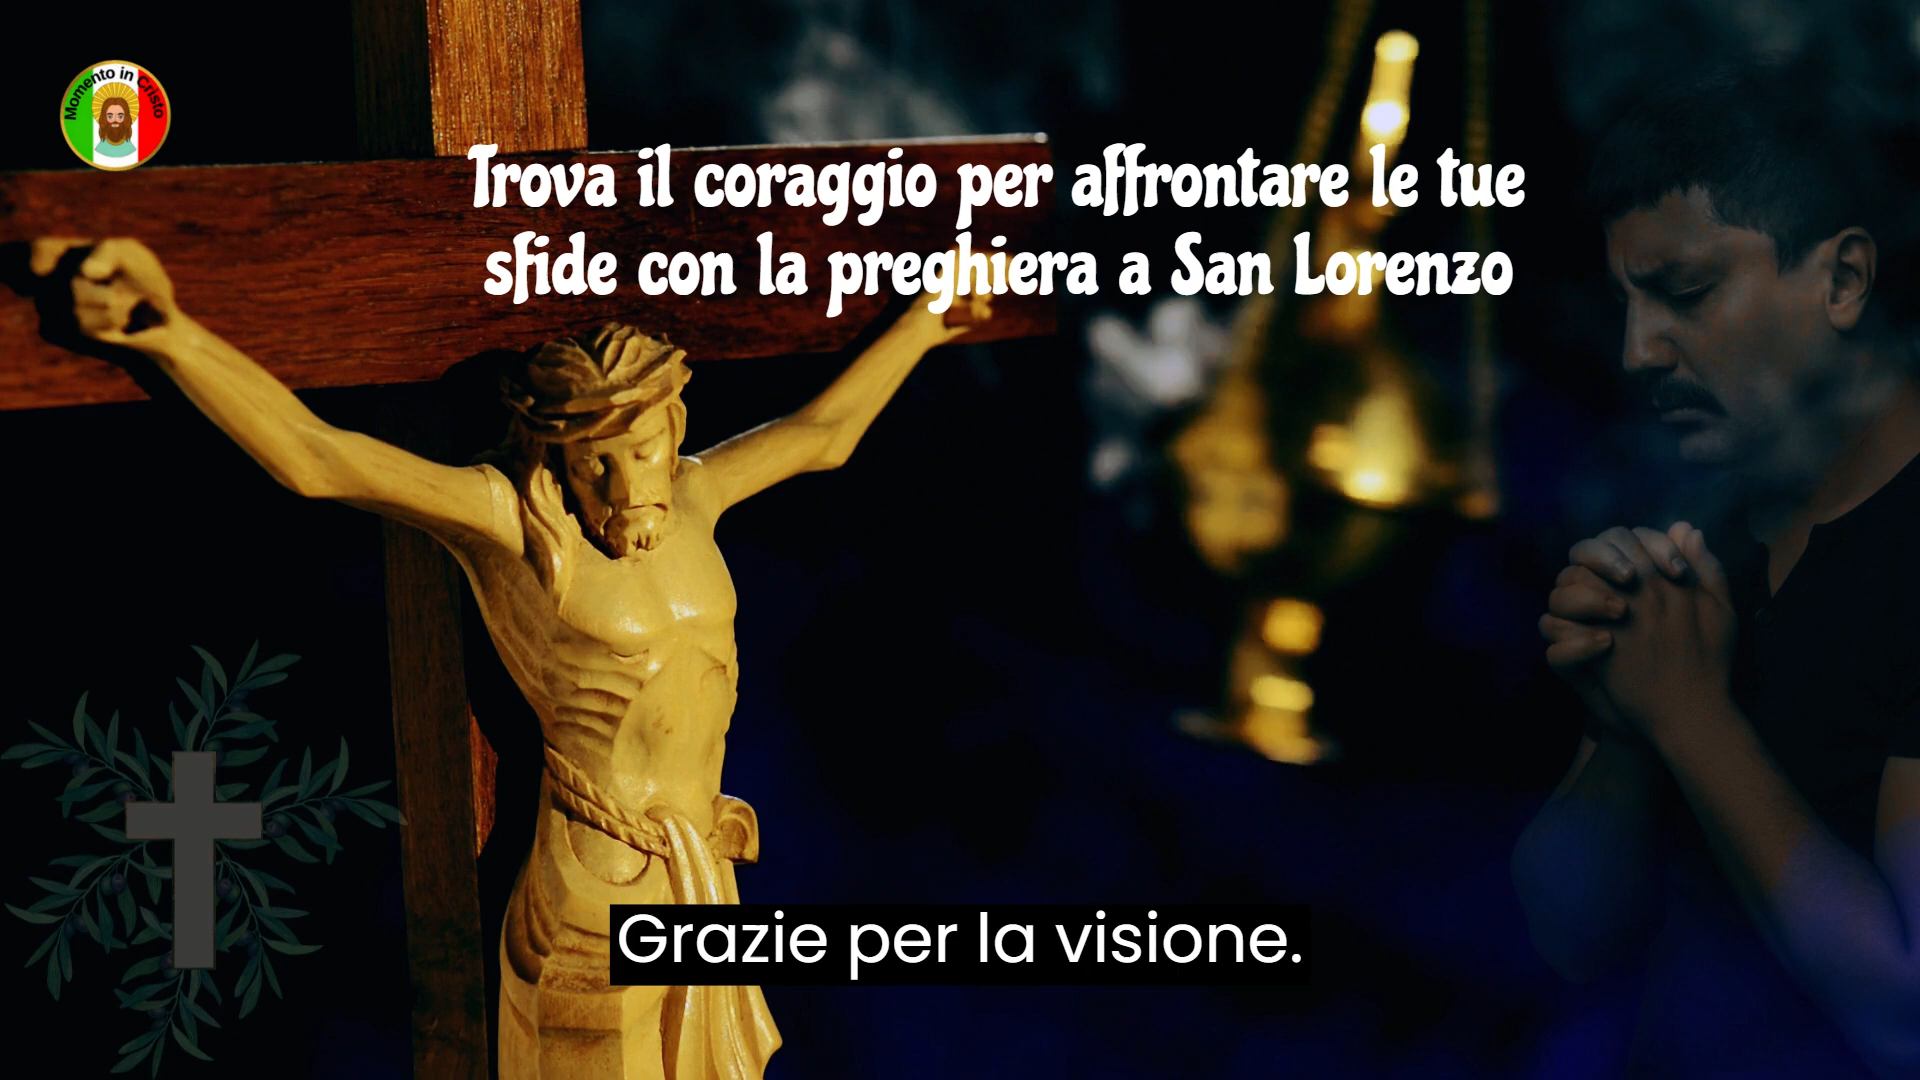 Momento in Cristo
Trova il coraggio per affrontare le tue
sfide con la preghiera a San Lorenzo
Grazie per la visione.